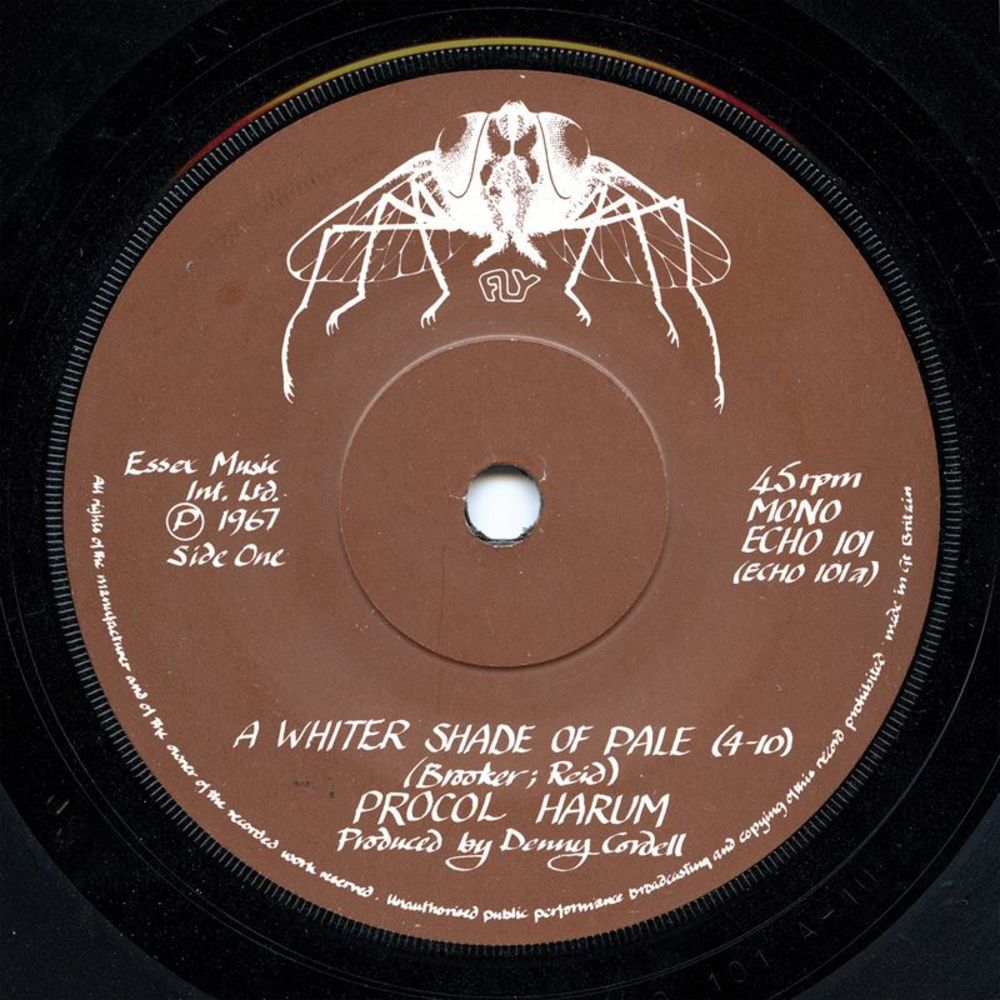 FLY
Essex Music
Int. Ltd.
Ⓟ 1967
Side One
45 rpm
MONO
ECHO 101
(ECHO 101a)
A WHITER SHADE OF PALE (4-10)
(Brooker; Reid)
PROCOL HARUM
Produced by Denny Cordell
All rights of the manufacturer and of the owner of the recorded work reserved. Unauthorised public performance broadcasting and copying of this record prohibited. made in Gt Britain